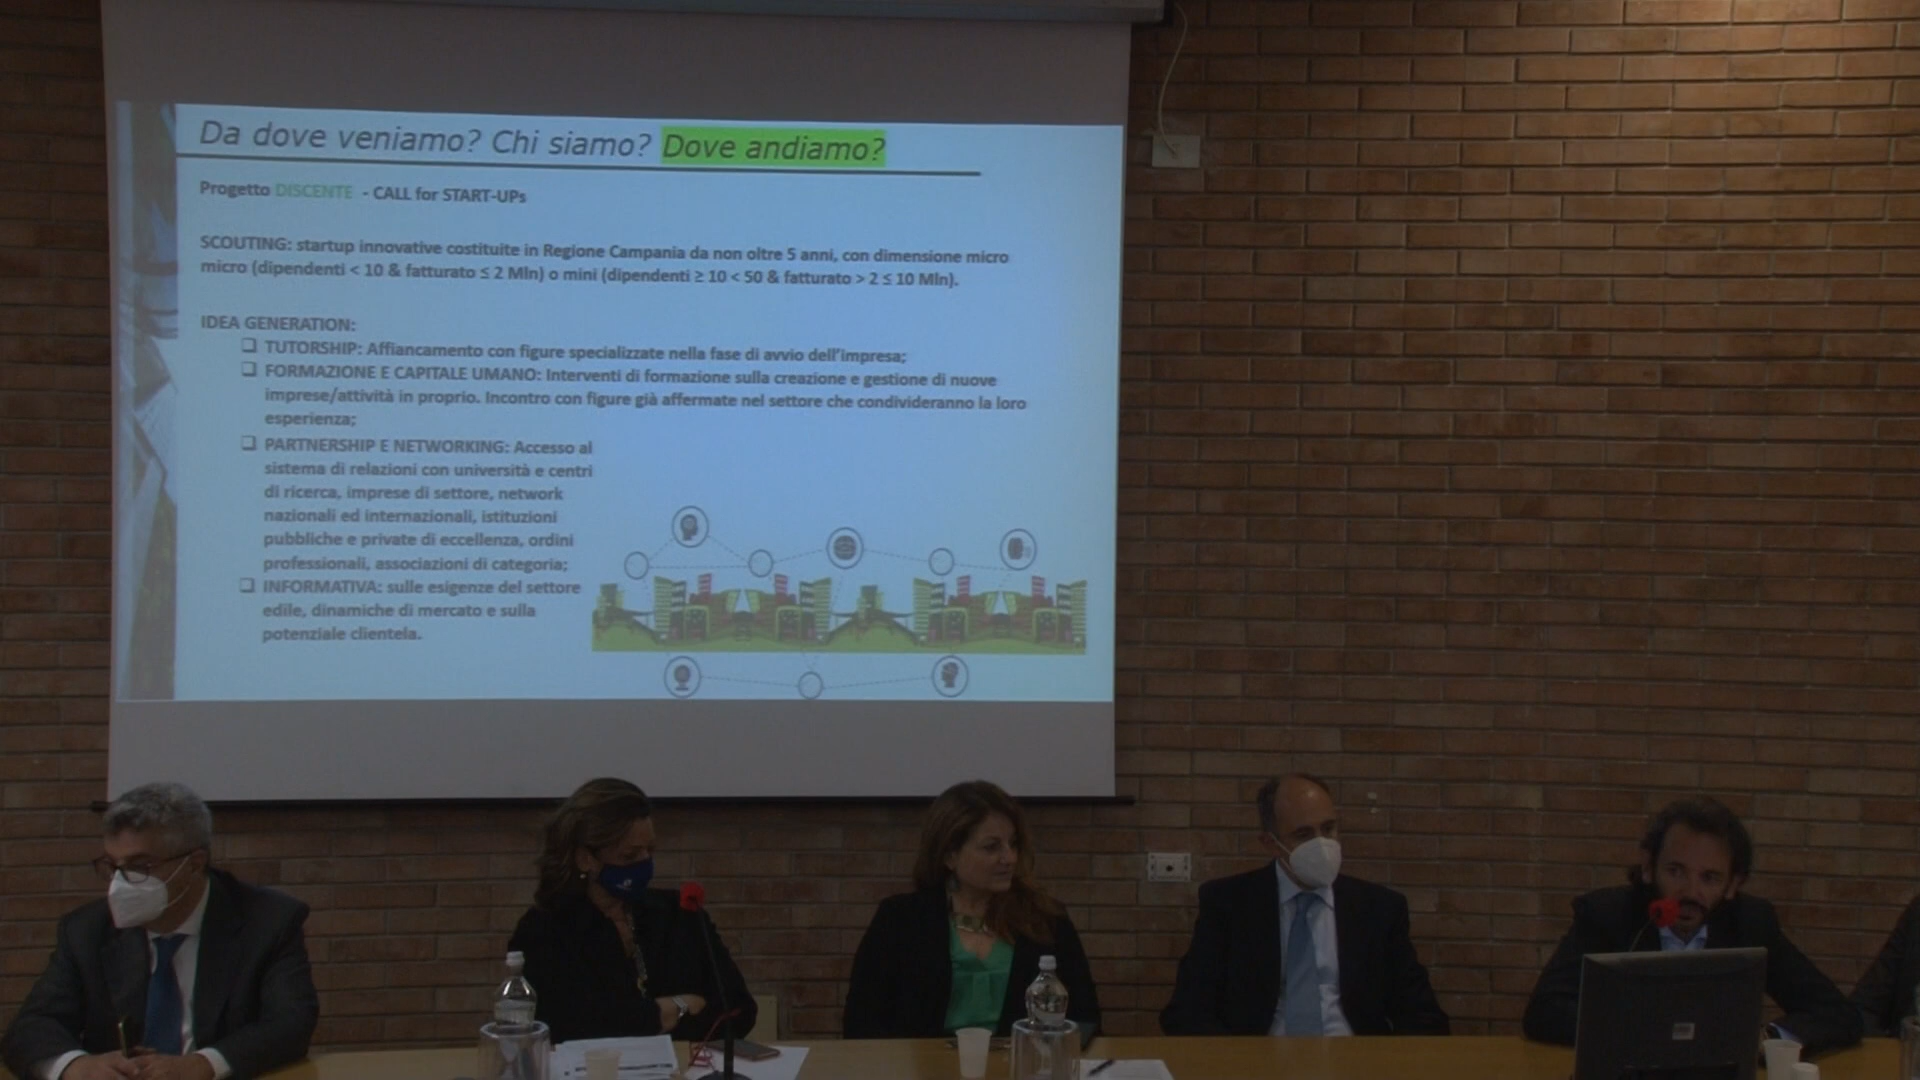 Da dove veniamo? Chi siamo? Dove andiamo?
Progetto DISCENTE - CALL for START-UPs
SCOUTING: startup innovative costituite in Regione Campania da non oltre 5 anni, con dimensione micro
micro (dipendenti < 10 & fatturato ≤ 2 Mln) o mini (dipendenti ≥ 10 < 50 & fatturato > 2 ≤ 10 Mln).
IDEA GENERATION:
❑ TUTORSHIP: Affiancamento con figure specializzate nella fase di avvio dell'impresa;
❑ FORMAZIONE E CAPITALE UMANO: Interventi di formazione sulla creazione e gestione di nuove
imprese/attività in proprio. Incontro con figure già affermate nel settore che condivideranno la loro
esperienza;
❑ PARTNERSHIP E NETWORKING: Accesso al
sistema di relazioni con università e centri
di ricerca, imprese di settore, network
nazionali ed internazionali, istituzioni
pubbliche e private di eccellenza, ordini
professionali, associazioni di categoria;
❑ INFORMATIVA: sulle esigenze del settore
edile, dinamiche di mercato e sulla
potenziale clientela.